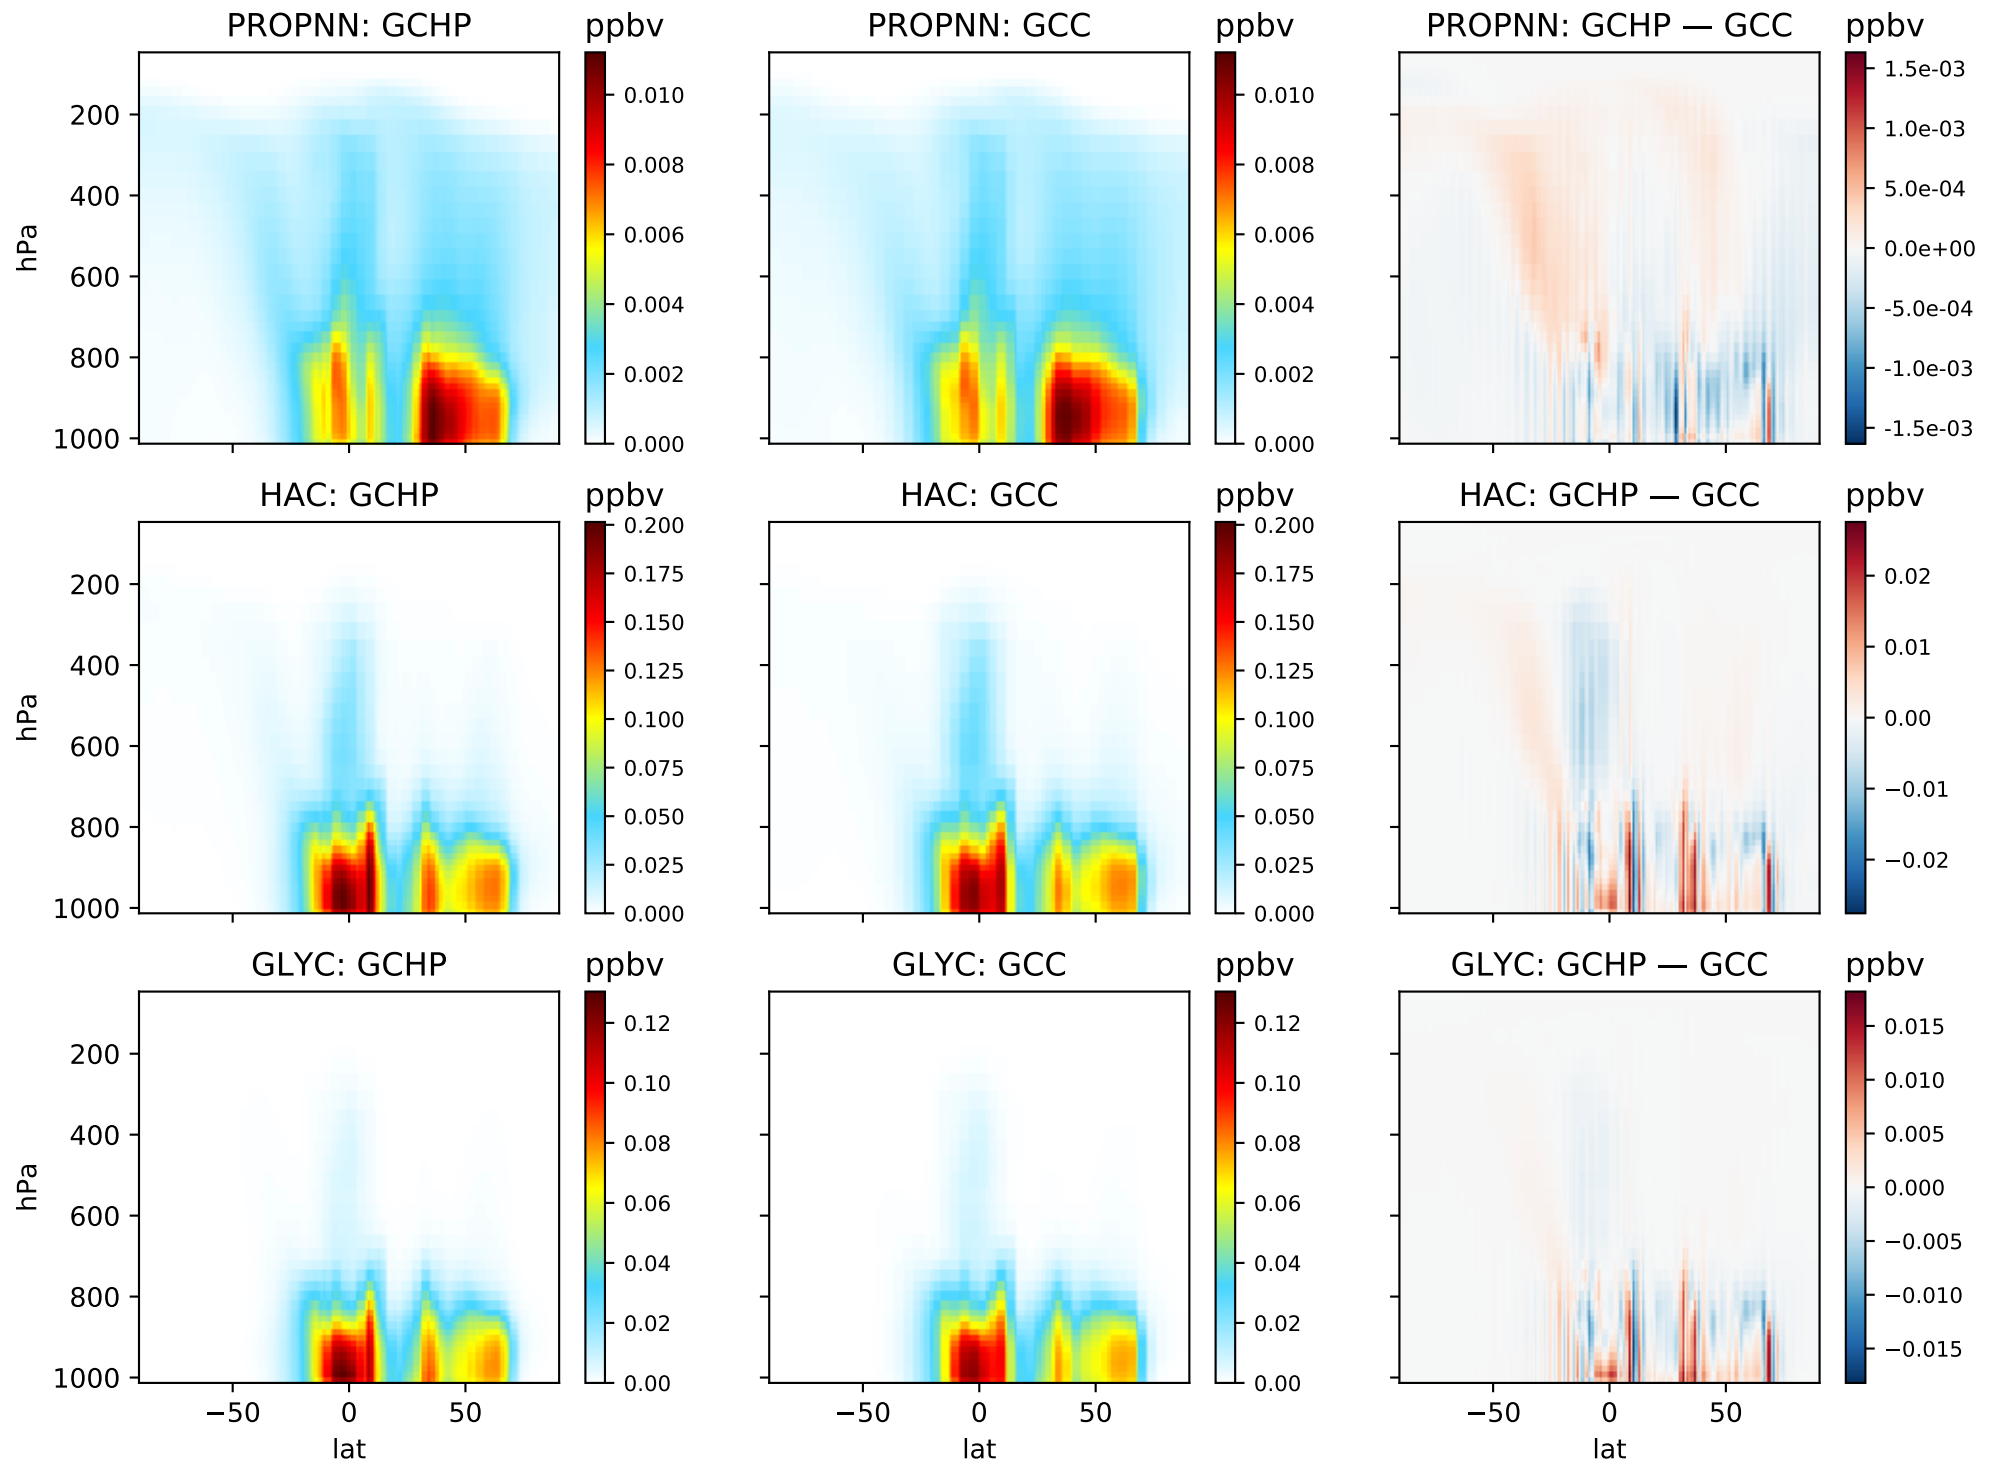 PROPNN: GCHP
ppbv
PROPNN: GCC
ppbv
PROPNN: GCHP — GCC
ppbv
hPa
200
400
600
800
1000
0.010
0.008
0.006
0.004
0.002
0.000
0.010
0.008
0.006
0.004
0.002
0.000
1.5e-03
1.0e-03
5.0e-04
0.0e+00
-5.0e-04
-1.0e-03
-1.5e-03
HAC: GCHP
ppbv
HAC: GCC
ppbv
HAC: GCHP — GCC
ppbv
hPa
200
400
600
800
1000
0.200
0.175
0.150
0.125
0.100
0.075
0.050
0.025
0.000
0.200
0.175
0.150
0.125
0.100
0.075
0.050
0.025
0.000
0.02
0.01
0.00
−0.01
−0.02
GLYC: GCHP
ppbv
GLYC: GCC
ppbv
GLYC: GCHP — GCC
ppbv
hPa
200
400
600
800
1000
0.12
0.10
0.08
0.06
0.04
0.02
0.00
0.12
0.10
0.08
0.06
0.04
0.02
0.00
0.015
0.010
0.005
0.000
−0.005
−0.010
−0.015
−50 0 50
lat
−50 0 50
lat
−50 0 50
lat